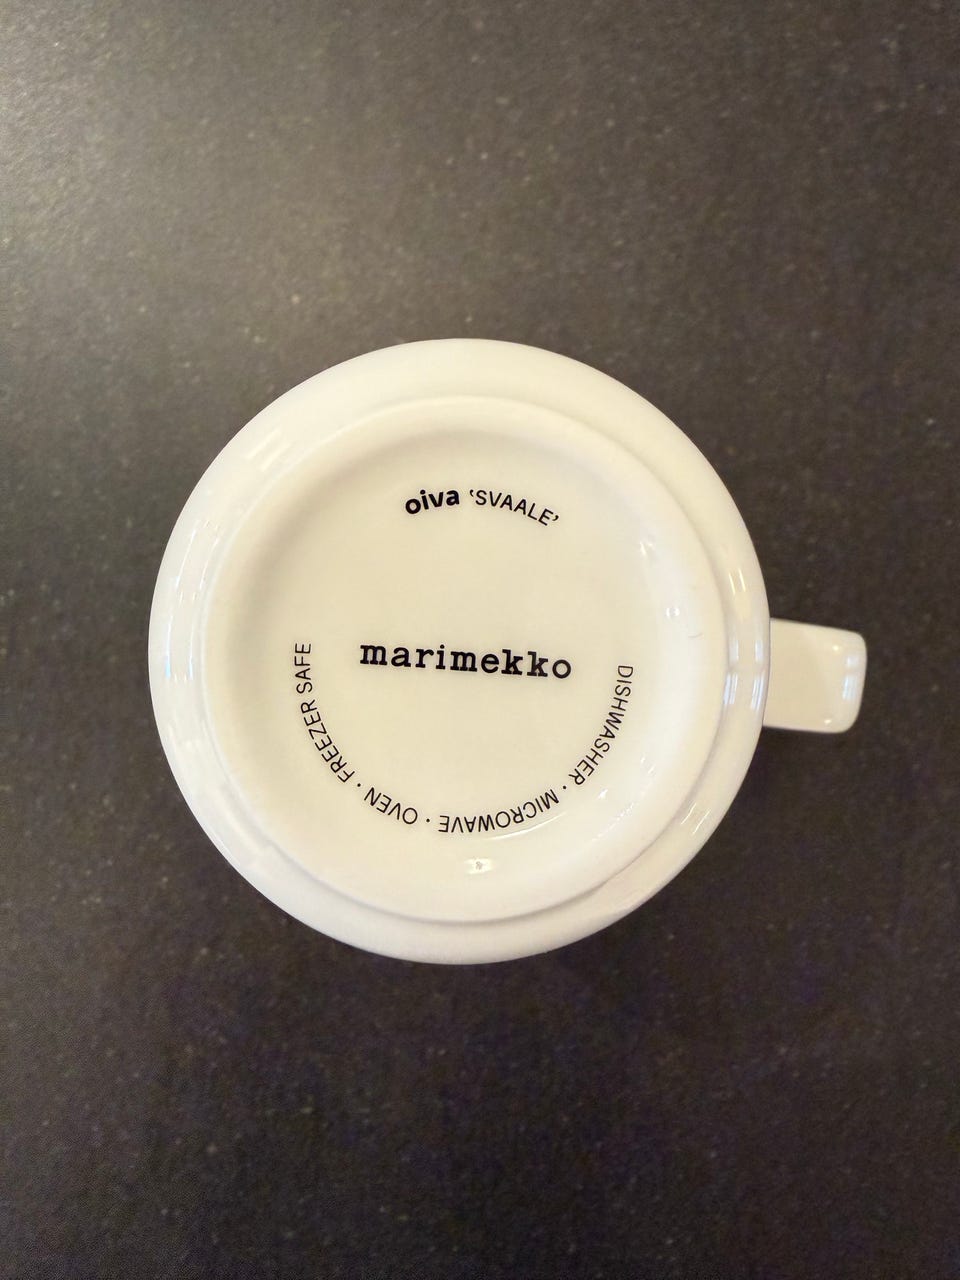 oiva ‘SVAALE’
marimekko
DISHWASHER · MICROWAVE · OVEN · FREEZER SAFE